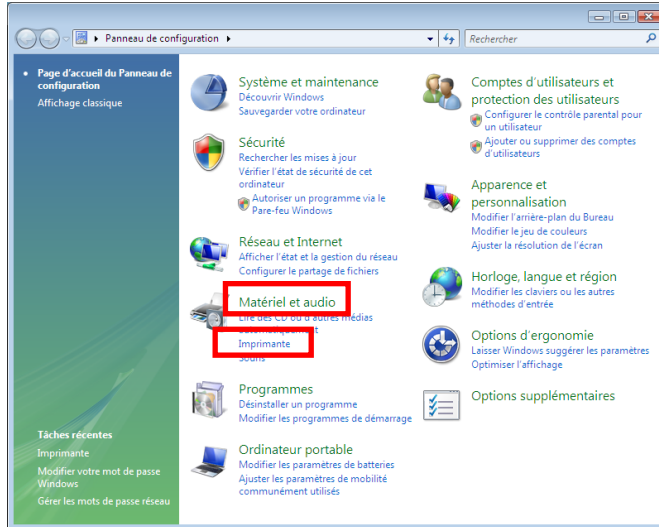 Panneau de configuration
Rechercher
Page d'accueil du Panneau de
configuration
Affichage classique
Système et maintenance
Découvrir Windows
Sauvegarder votre ordinateur
Sécurité
Rechercher les mises à jour
Vérifier l'état de sécurité de cet
ordinateur
Autoriser un programme via le
Pare-feu Windows
Réseau et Internet
Afficher l'état et la gestion du réseau
Configurer le partage de fichiers
Matériel et audio
Lire des CD ou d'autres médias
automatiquement
Imprimante
Souris
Programmes
Désinstaller un programme
Modifier les programmes de démarrage
Ordinateur portable
Modifier les paramètres de batteries
Ajuster les paramètres de mobilité
communément utilisés
Comptes d'utilisateurs et
protection des utilisateurs
Configurer le contrôle parental pour
un utilisateur
Ajouter ou supprimer des comptes
d'utilisateurs
Apparence et
personnalisation
Modifier l'arrière-plan du Bureau
Modifier le jeu de couleurs
Ajuster la résolution de l'écran
Horloge, langue et région
Modifier les claviers ou les autres
méthodes d'entrée
Options d'ergonomie
Laisser Windows suggérer les paramètres
Optimiser l'affichage
Options supplémentaires
Tâches récentes
Imprimante
Modifier votre mot de passe
Windows
Gérer les mots de passe réseau